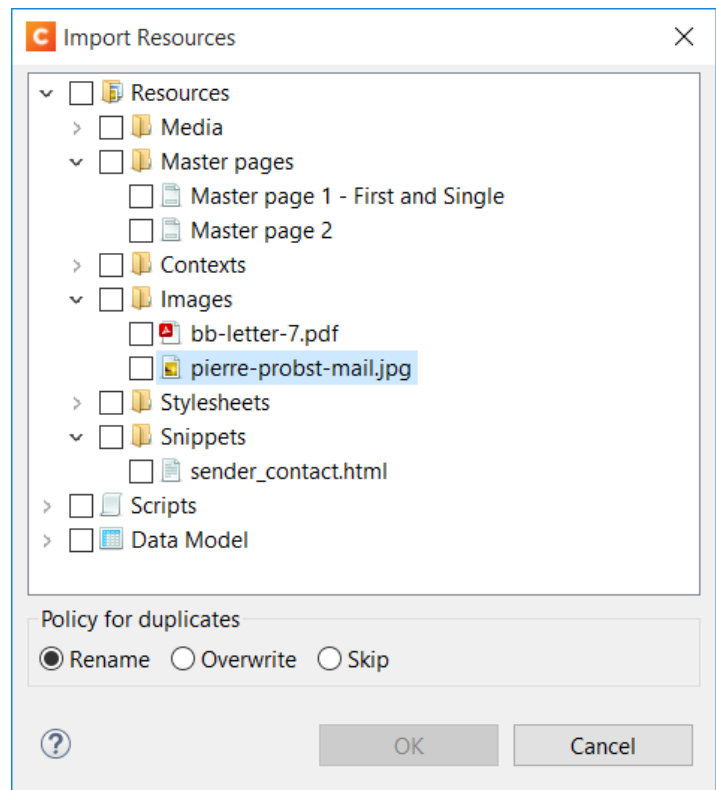 C Import Resources
Resources
Media
Master pages
Master page 1 - First and Single
Master page 2
Contexts
Images
bb-letter-7.pdf
pierre-probst-mail.jpg
Stylesheets
Snippets
sender_contact.html
Scripts
Data Model
Policy for duplicates
Rename Overwrite Skip
? OK Cancel